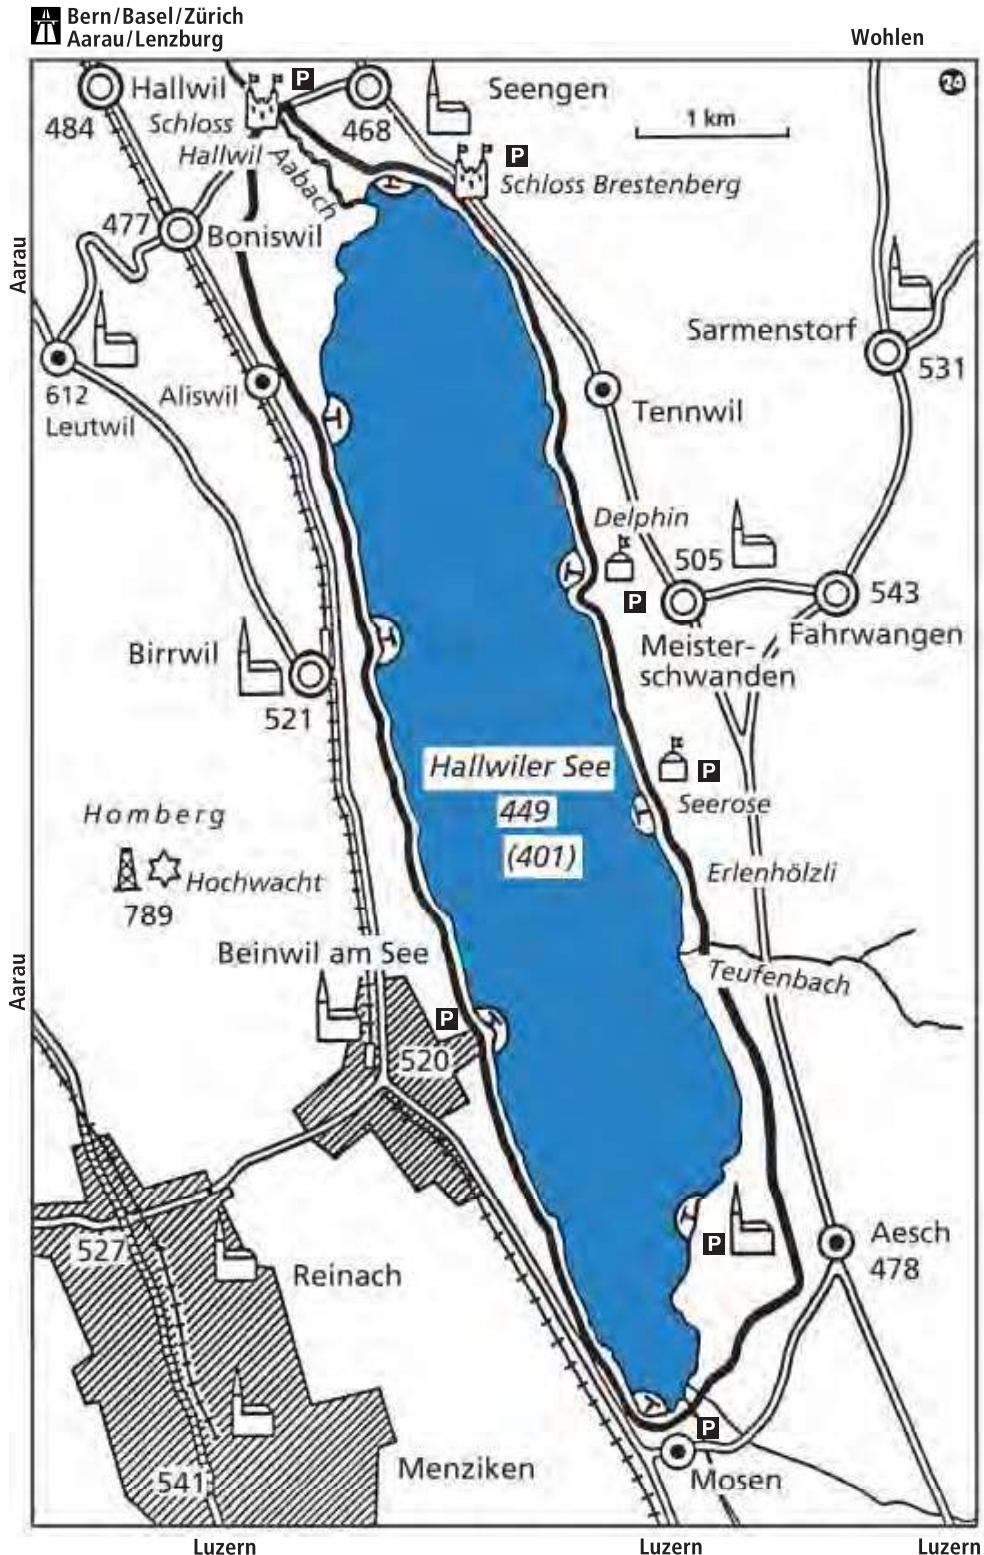 Bern/Basel/Zürich
Aarau/Lenzburg
Wohlen
Hallwil
P
Seengen
484
Schloss
Hallwil
468
1 km
Aabach
P
Schloss Brestenberg
477
Boniswil
Aarau
Sarmenstorf
531
612
Leutwil
Aliswil
Tennwil
Delphin
505
P
543
Fahrwangen
Meister-
schwanden
Birrwil
521
Hallwiler See
449
(401)
P
Seerose
Homberg
Hochwacht
789
Erlenhölzli
Beinwil am See
Teufenbach
Aarau
P
520
527
Reinach
P
Aesch
478
P
Menziken
541
Mosen
Luzern
Luzern
Luzern